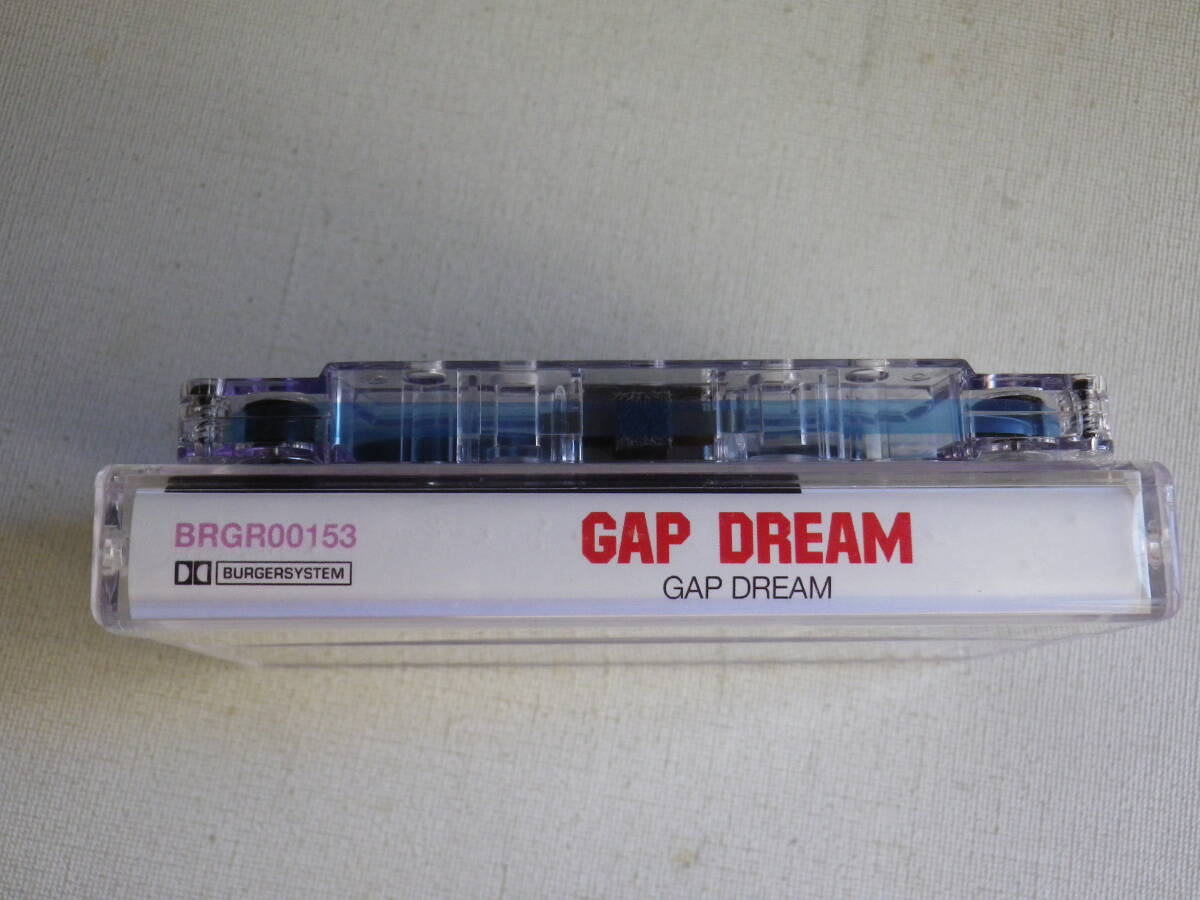 BRGR00153
BURGERSYSTEM
GAP DREAM
GAP DREAM